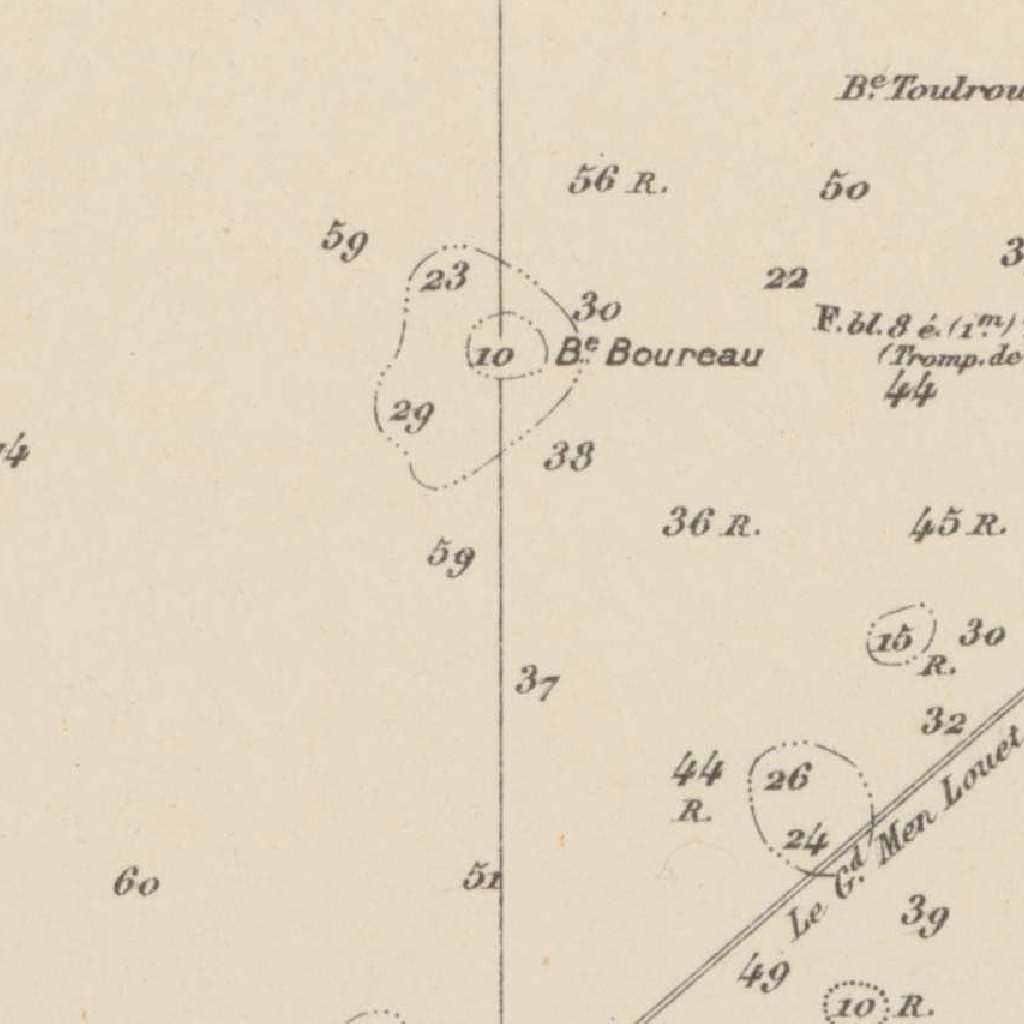 Bᵉ. Toulrou
56 R.
50
59
3
23
22
30
F. bl. 8 é. (1ᵐ.)
10
Bᵉ. Boureau
(Tromp. de
44
29
4
38
36 R.
45 R.
59
15
R.
30
37
32
44
R.
26
24
Le Gᵈ. Men Louet
60
51
39
49
10 R.